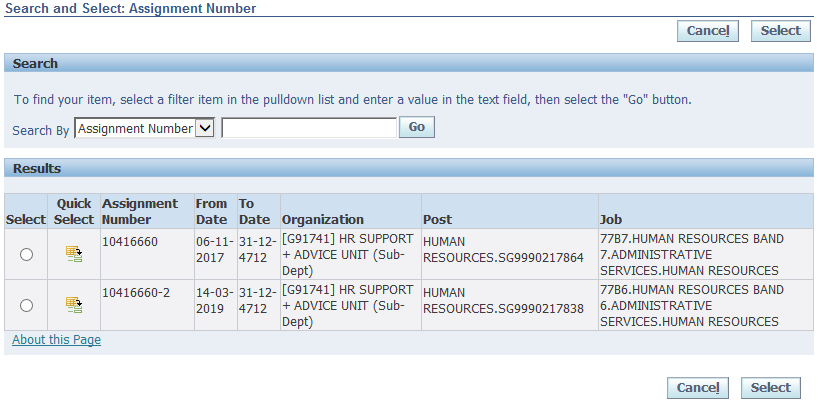 Search and Select: Assignment Number
Cancel Select
Search
To find your item, select a filter item in the pulldown list and enter a value in the text field, then select the "Go" button.
Search By Assignment Number Go
Results
Select Quick Select Assignment Number From Date To Date Organization Post Job
10416660 06-11-2017 31-12-4712 [G91741] HR SUPPORT + ADVICE UNIT (Sub-Dept) HUMAN RESOURCES.SG9990217864 77B7.HUMAN RESOURCES BAND 7.ADMINISTRATIVE SERVICES.HUMAN RESOURCES
10416660-2 14-03-2019 31-12-4712 [G91741] HR SUPPORT + ADVICE UNIT (Sub-Dept) HUMAN RESOURCES.SG9990217838 77B6.HUMAN RESOURCES BAND 6.ADMINISTRATIVE SERVICES.HUMAN RESOURCES
About this Page
Cancel Select